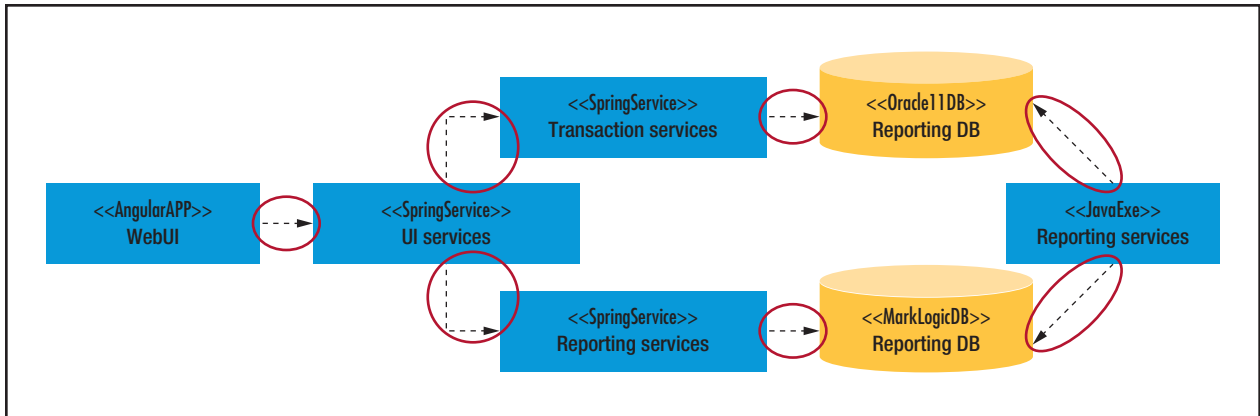 <<SpringService>>
Transaction services
<<Oracle11DB>>
Reporting DB
<<AngularAPP>>
WebUI
<<SpringService>>
UI services
<<JavaExe>>
Reporting services
<<SpringService>>
Reporting services
<<MarkLogicDB>>
Reporting DB